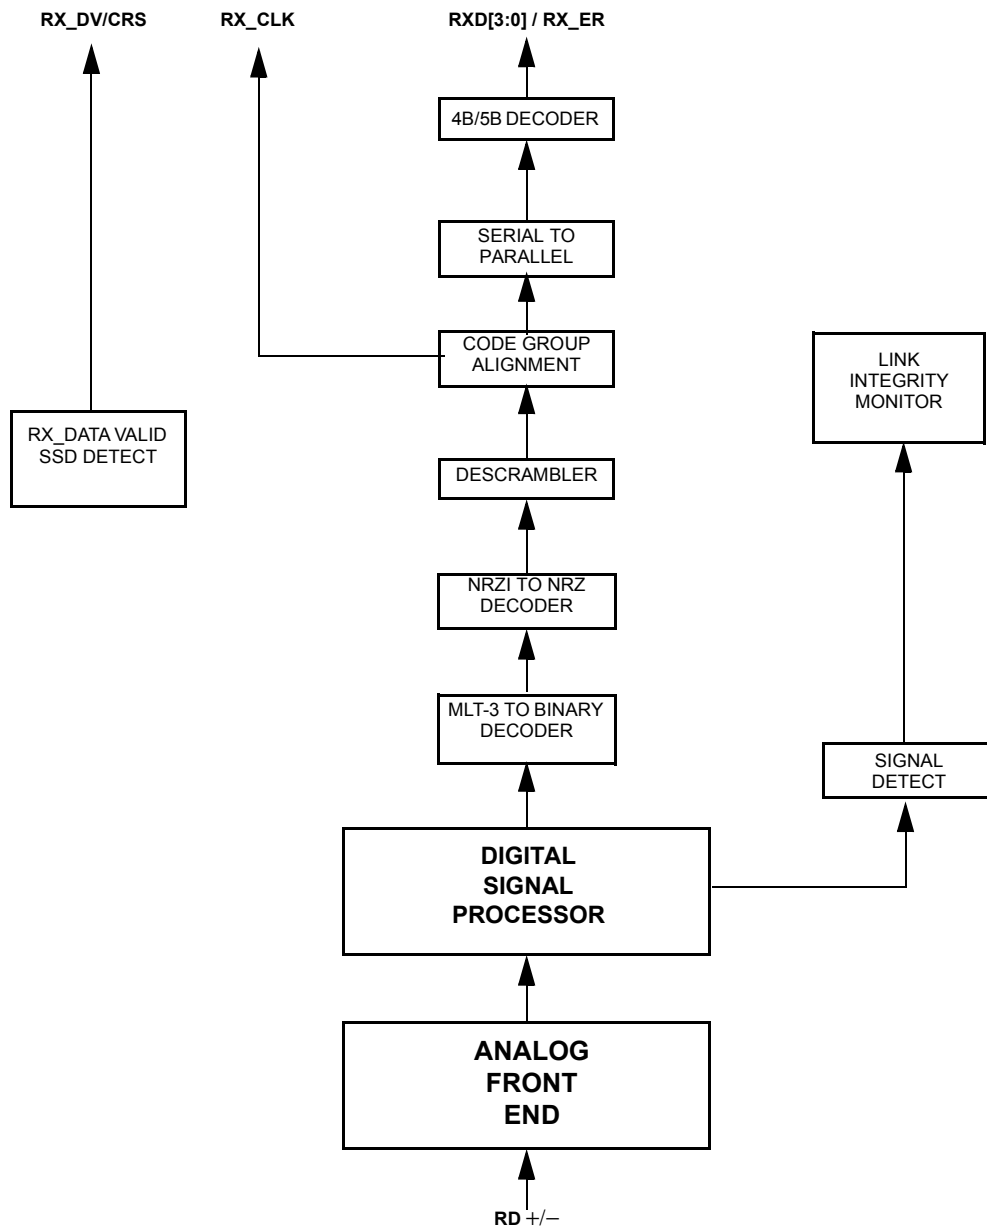 RX_DV/CRS
RX_CLK
RXD[3:0] / RX_ER
4B/5B DECODER
SERIAL TO
PARALLEL
CODE GROUP
ALIGNMENT
LINK
INTEGRITY
MONITOR
RX_DATA VALID
SSD DETECT
DESCRAMBLER
NRZI TO NRZ
DECODER
MLT-3 TO BINARY
DECODER
SIGNAL
DETECT
DIGITAL
SIGNAL
PROCESSOR
ANALOG
FRONT
END
RD +/−